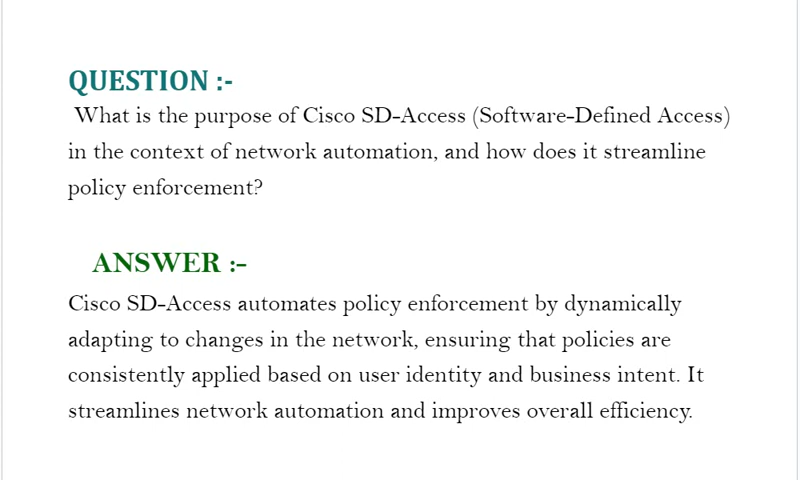 QUESTION :-
What is the purpose of Cisco SD-Access (Software-Defined Access)
in the context of network automation, and how does it streamline
policy enforcement?
ANSWER :-
Cisco SD-Access automates policy enforcement by dynamically
adapting to changes in the network, ensuring that policies are
consistently applied based on user identity and business intent. It
streamlines network automation and improves overall efficiency.